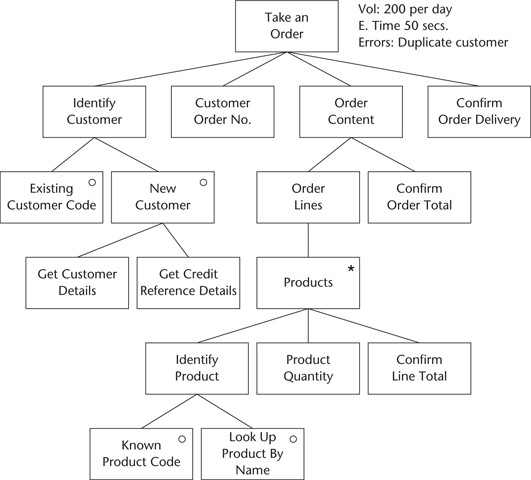 Take an
Order
Vol: 200 per day
E. Time 50 secs.
Errors: Duplicate customer
Identify
Customer
Customer
Order No.
Order
Content
Confirm
Order Delivery
Existing
Customer Code
New
Customer
Order
Lines
Confirm
Order Total
Get Customer
Details
Get Credit
Reference Details
Products
*
Identify
Product
Product
Quantity
Confirm
Line Total
Known
Product Code
Look Up
Product By
Name